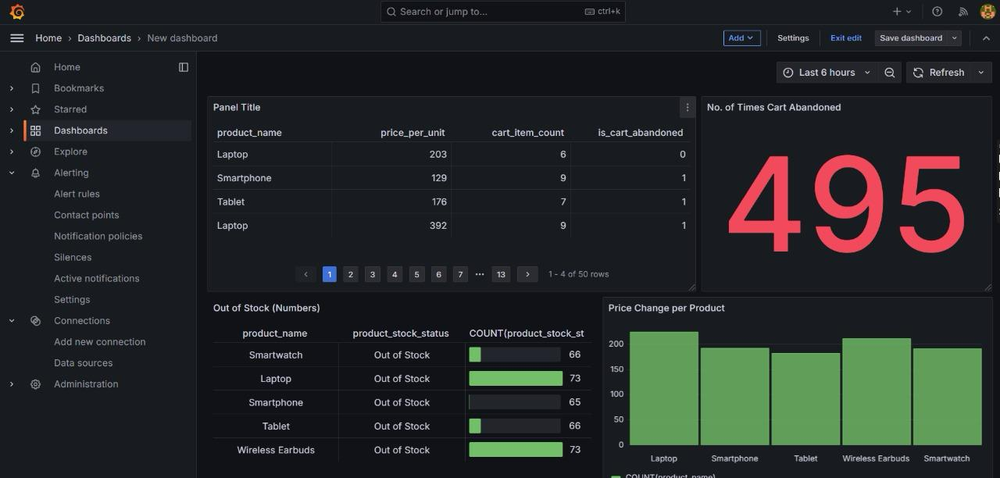 Search or jump to... ctrl+k
Home › Dashboards › New dashboard
Add Settings Exit edit Save dashboard
Home
Bookmarks
Starred
Dashboards
Explore
Alerting
Alert rules
Contact points
Notification policies
Silences
Active notifications
Settings
Connections
Add new connection
Data sources
Administration
Last 6 hours Refresh
Panel Title
product_name price_per_unit cart_item_count is_cart_abandoned
Laptop 203 6 0
Smartphone 129 9 1
Tablet 176 7 1
Laptop 392 9 1
1 2 3 4 5 6 7 ••• 13 1 - 4 of 50 rows
No. of Times Cart Abandoned
495
Out of Stock (Numbers)
product_name product_stock_status COUNT(product_stock_st
Smartwatch Out of Stock 66
Laptop Out of Stock 73
Smartphone Out of Stock 65
Tablet Out of Stock 66
Wireless Earbuds Out of Stock 73
Price Change per Product
200
150
100
50
0
Laptop Smartphone Tablet Wireless Earbuds Smartwatch
COUNT(product_name)